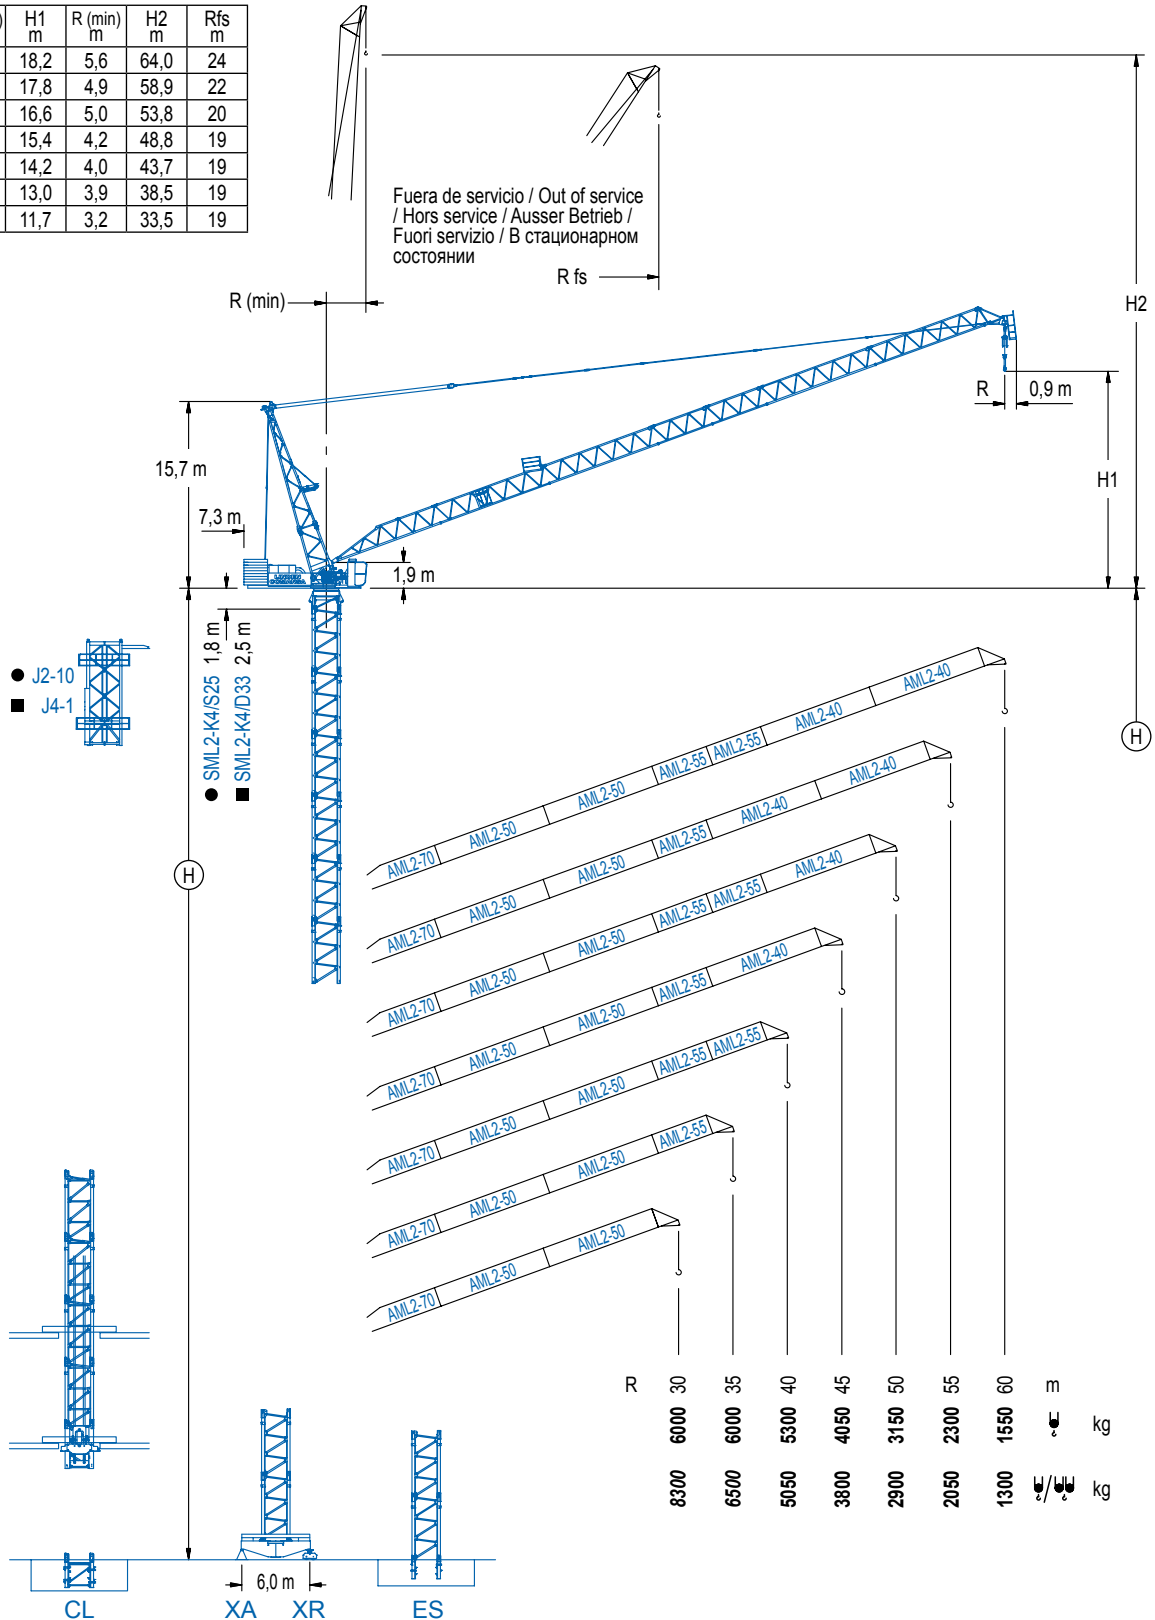 ) H1 R (min) H2 Rfs
m m m m
18,2 5,6 64,0 24
17,8 4,9 58,9 22
16,6 5,0 53,8 20
15,4 4,2 48,8 19
14,2 4,0 43,7 19
13,0 3,9 38,5 19
11,7 3,2 33,5 19
Fuera de servicio / Out of service
/ Hors service / Ausser Betrieb /
Fuori servizio / В стационарном
состоянии
R fs
R (min)
H2
R 0,9 m
15,7 m
H1
7,3 m
1,9 m
LINDEN
COMANSA
● J2-10
■ J4-1
● SML2-K4/S25 1,8 m
■ SML2-K4/D33 2,5 m
H
H
AML2-70 AML2-50 AML2-50 AML2-55 AML2-55 AML2-40 AML2-40
AML2-70 AML2-50 AML2-50 AML2-55 AML2-40 AML2-40
AML2-70 AML2-50 AML2-50 AML2-55 AML2-55 AML2-40
AML2-70 AML2-50 AML2-50 AML2-55 AML2-40
AML2-70 AML2-50 AML2-50 AML2-55 AML2-55
AML2-70 AML2-50 AML2-50 AML2-55
AML2-70 AML2-50 AML2-50
R 30 35 40 45 50 55 60 m
6000 6000 5300 4050 3150 2300 1550 kg
8300 6500 5050 3800 2900 2050 1300 / kg
6,0 m
CL XA XR ES